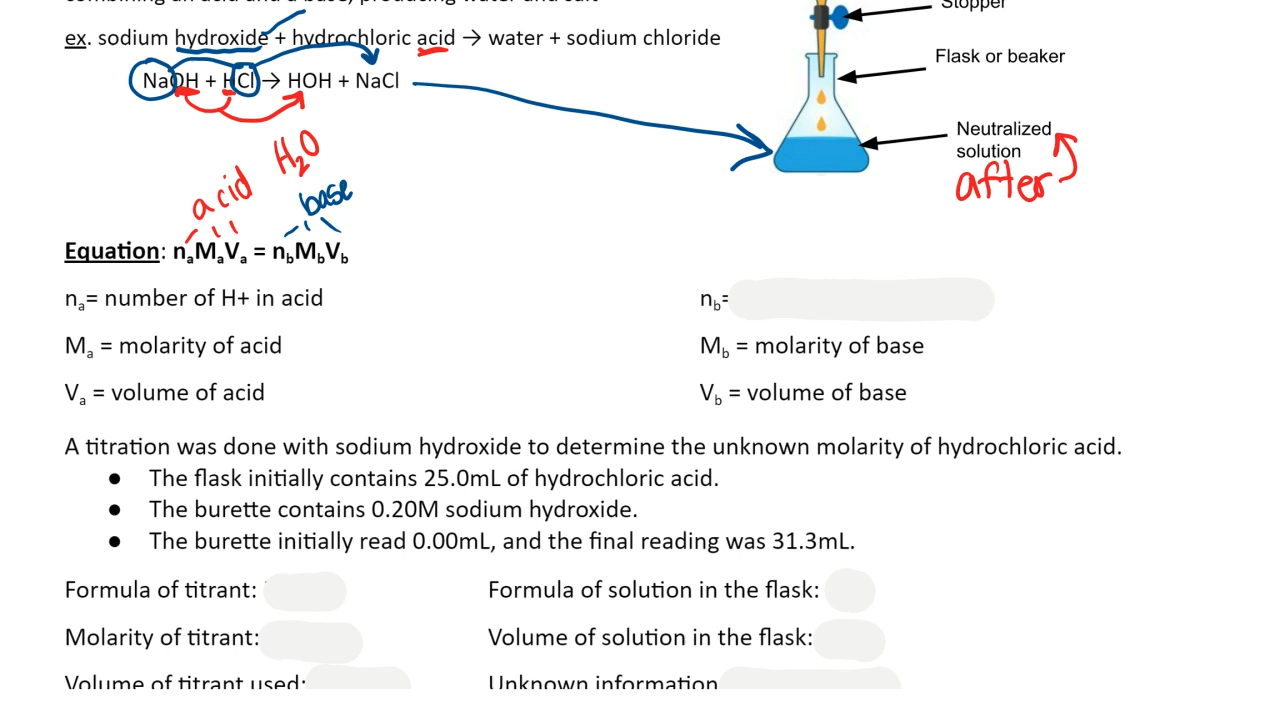 ex. sodium hydroxide + hydrochloric acid → water + sodium chloride
NaOH + HCl → HOH + NaCl
Stopper
Flask or beaker
Neutralized
solution
after
H₂O
acid
base
Equation: nₐMₐVₐ = n_bM_bV_b
nₐ= number of H+ in acid
n_b=
Mₐ = molarity of acid
M_b = molarity of base
Vₐ = volume of acid
V_b = volume of base
A titration was done with sodium hydroxide to determine the unknown molarity of hydrochloric acid.
● The flask initially contains 25.0mL of hydrochloric acid.
● The burette contains 0.20M sodium hydroxide.
● The burette initially read 0.00mL, and the final reading was 31.3mL.
Formula of titrant:
Formula of solution in the flask:
Molarity of titrant:
Volume of solution in the flask:
Volume of titrant used:
Unknown information